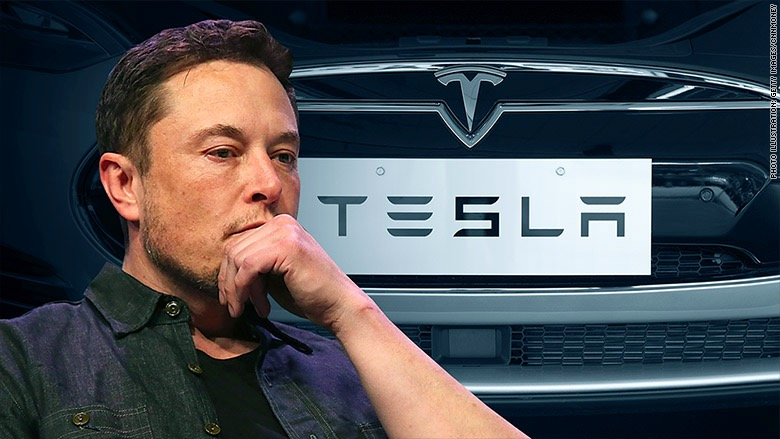 TESLA
PHOTO ILLUSTRATION: GETTY IMAGES/CNNMONEY